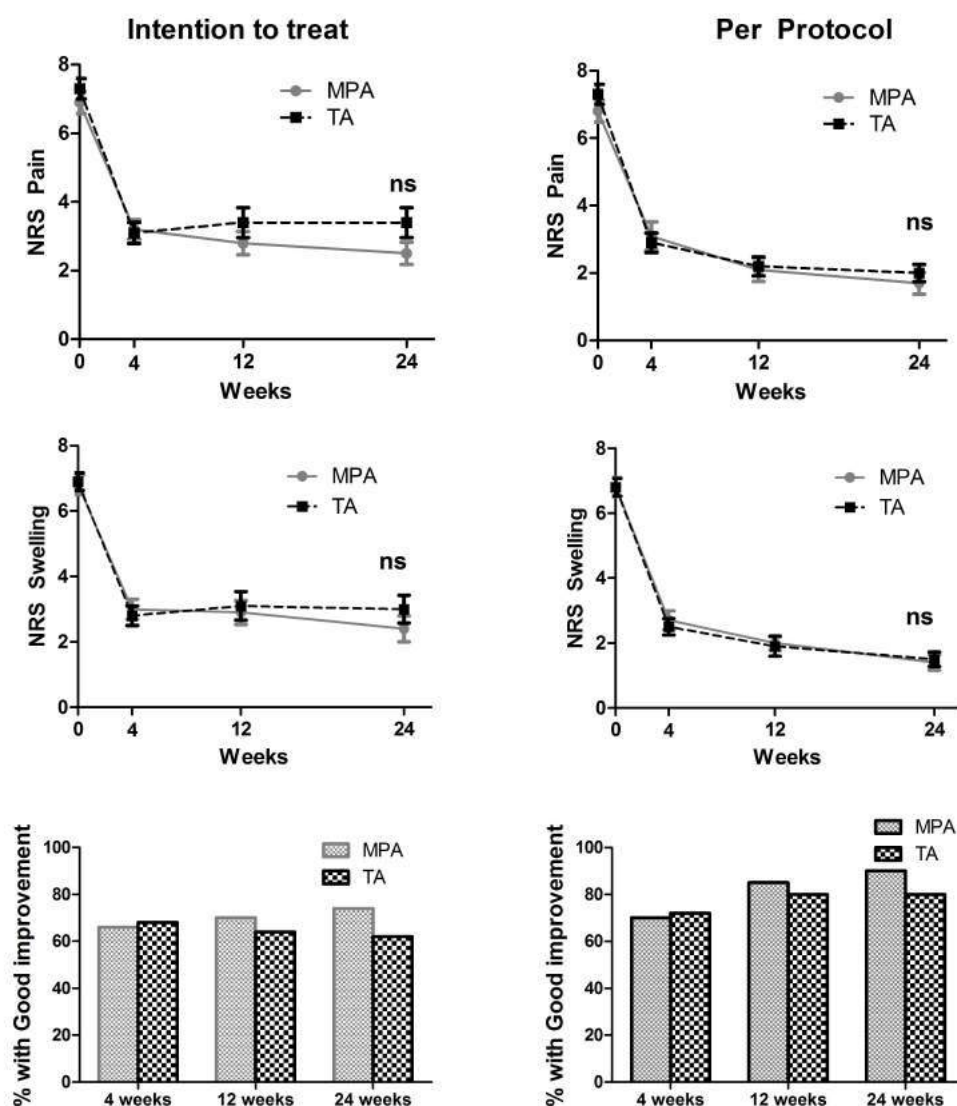 Intention to treat
Per Protocol
8
6
4
2
0
NRS Pain
MPA
TA
ns
0 4 12 24
Weeks
8
6
4
2
0
NRS Pain
MPA
TA
ns
0 4 12 24
Weeks
8
6
4
2
0
NRS Swelling
MPA
TA
ns
0 4 12 24
Weeks
8
6
4
2
0
NRS Swelling
MPA
TA
ns
0 4 12 24
Weeks
100
80
60
40
20
0
% with Good improvement
MPA
TA
4 weeks 12 weeks 24 weeks
100
80
60
40
20
0
% with Good improvement
MPA
TA
4 weeks 12 weeks 24 weeks